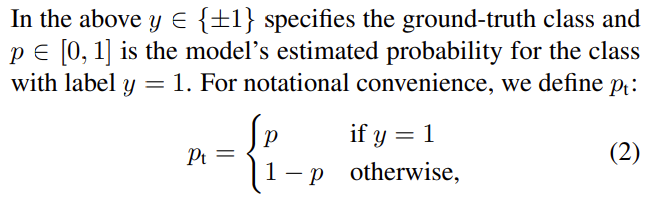 In the above y ∈ {±1} specifies the ground-truth class and
p ∈ [0, 1] is the model's estimated probability for the class
with label y = 1. For notational convenience, we define pₜ:
pₜ = { p if y = 1
1 − p otherwise, (2)